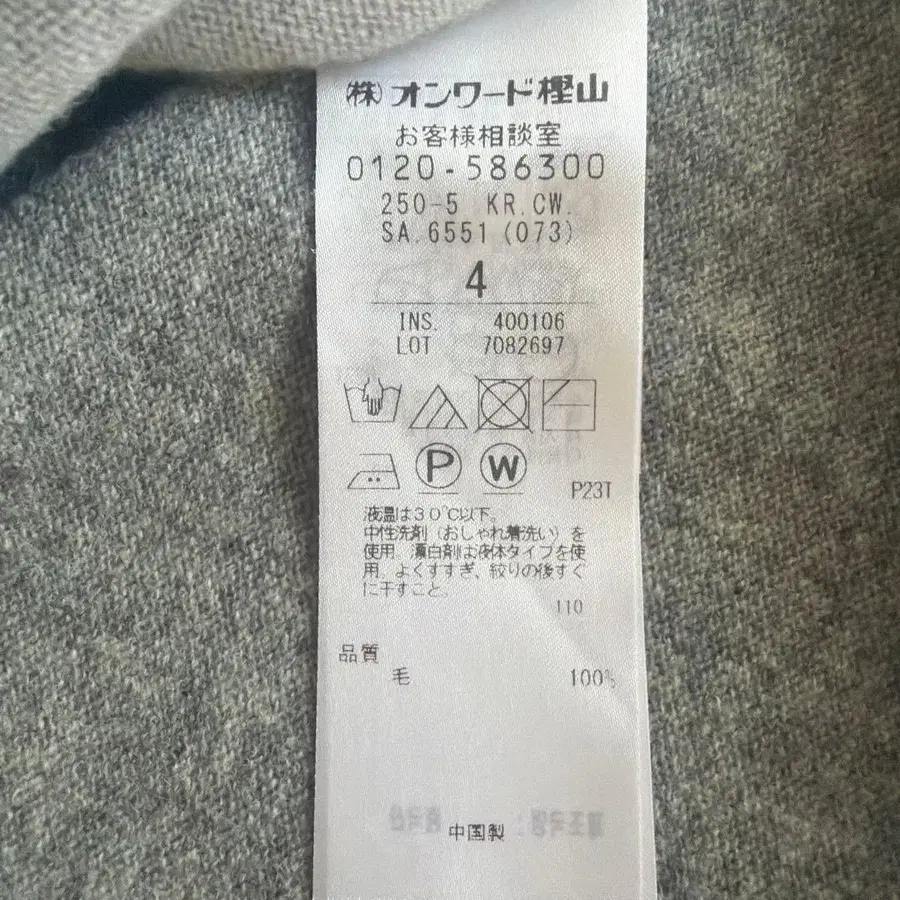 ㈱オンワード樫山
お客様相談室
0120-586300
250-5 KR.CW.
SA.6551(073)
4
INS. 400106
LOT 7082697
P W
P23T
液温は30℃以下。
中性洗剤(おしゃれ着洗い)を
使用。漂白剤は液体タイプを使
用。よくすすぎ、絞りの後すぐ
に干すこと。
110
品質
毛 100%
中国製